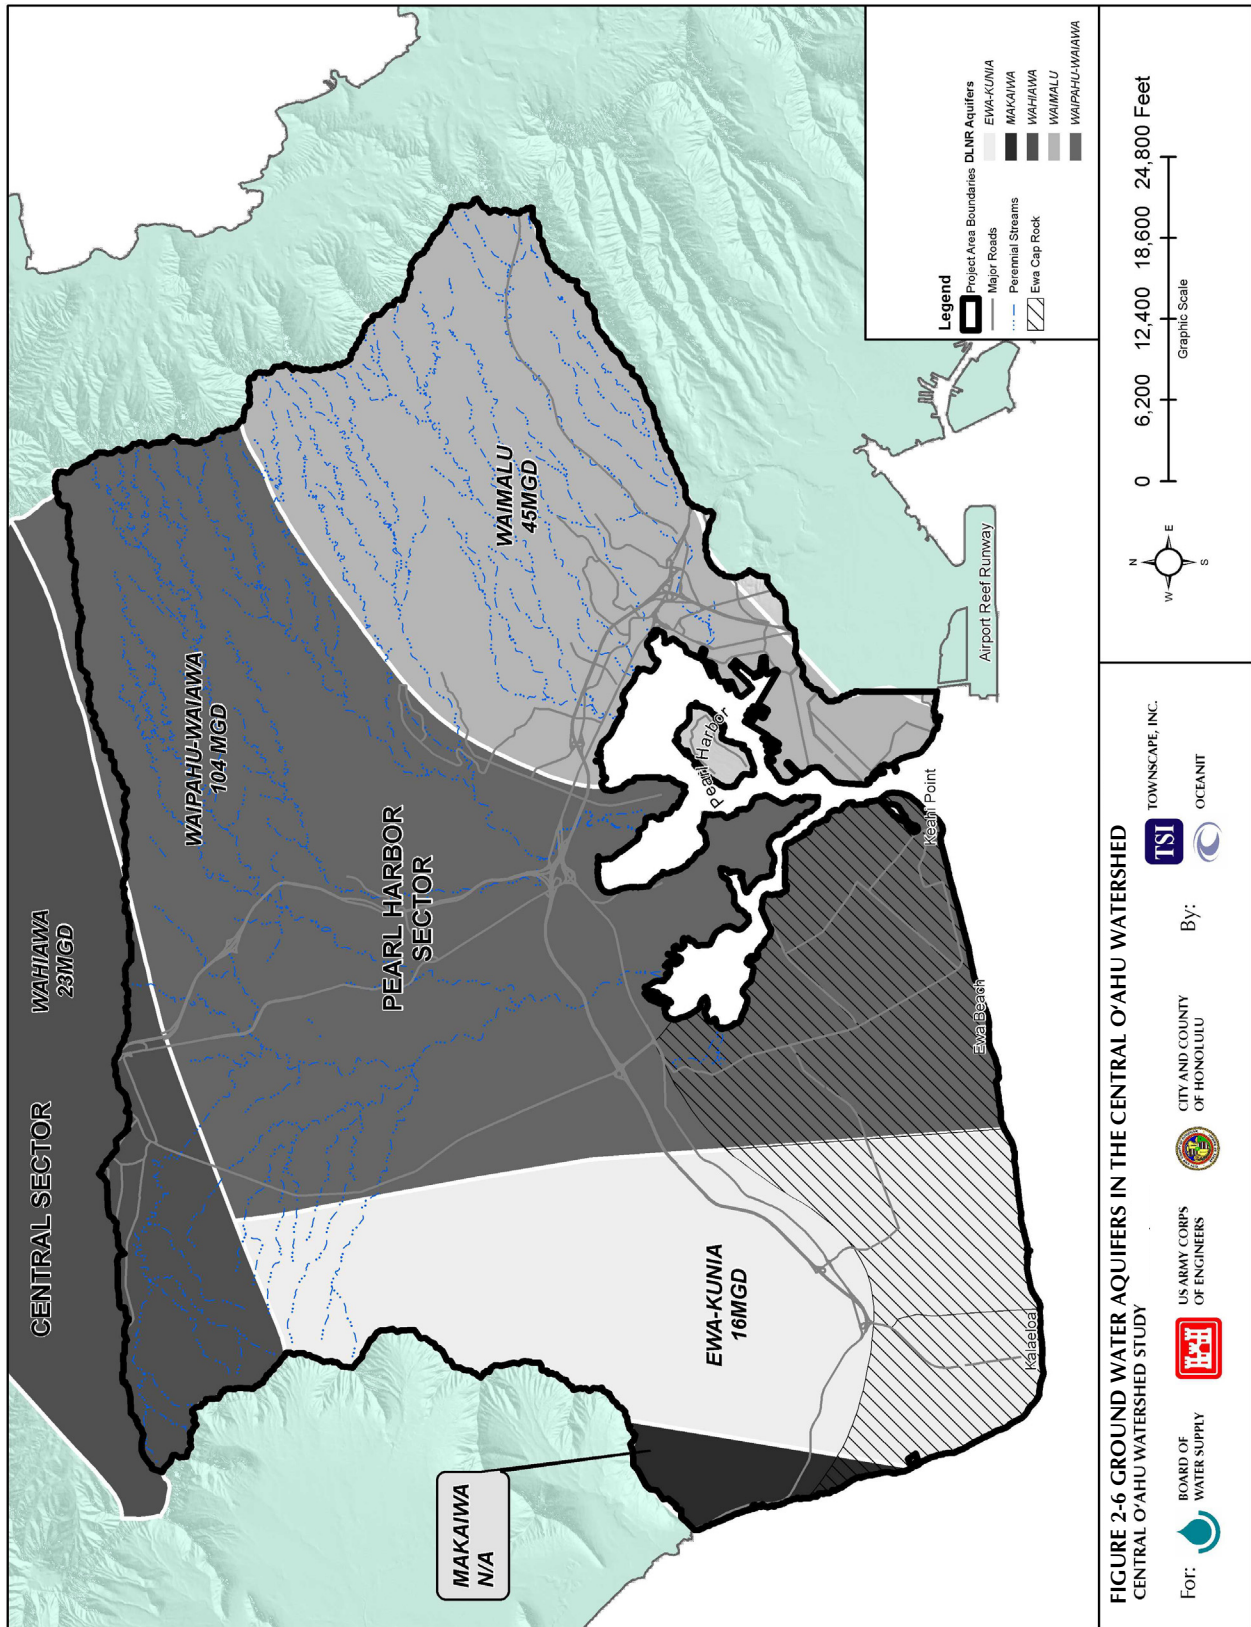 CENTRAL SECTOR
WAHIAWA
23MGD
WAIPAHU-WAIAWA
104 MGD
PEARL HARBOR
SECTOR
WAIMALU
45MGD
EWA-KUNIA
16MGD
MAKAIWA
N/A
Pearl Harbor
Keahi Point
Ewa Beach
Kalaeloa
Airport Reef Runway
Legend
Project Area Boundaries
Major Roads
Perennial Streams
Ewa Cap Rock
DLNR Aquifers
EWA-KUNIA
MAKAIWA
WAHIAWA
WAIMALU
WAIPAHU-WAIAWA
N
W E
S
0 6,200 12,400 18,600 24,800 Feet
Graphic Scale
FIGURE 2-6 GROUND WATER AQUIFERS IN THE CENTRAL O‘AHU WATERSHED
CENTRAL O‘AHU WATERSHED STUDY
For:
BOARD OF
WATER SUPPLY
US ARMY CORPS
OF ENGINEERS
CITY AND COUNTY
OF HONOLULU
By:
TSI
TOWNSCAPE, INC.
OCEANIT